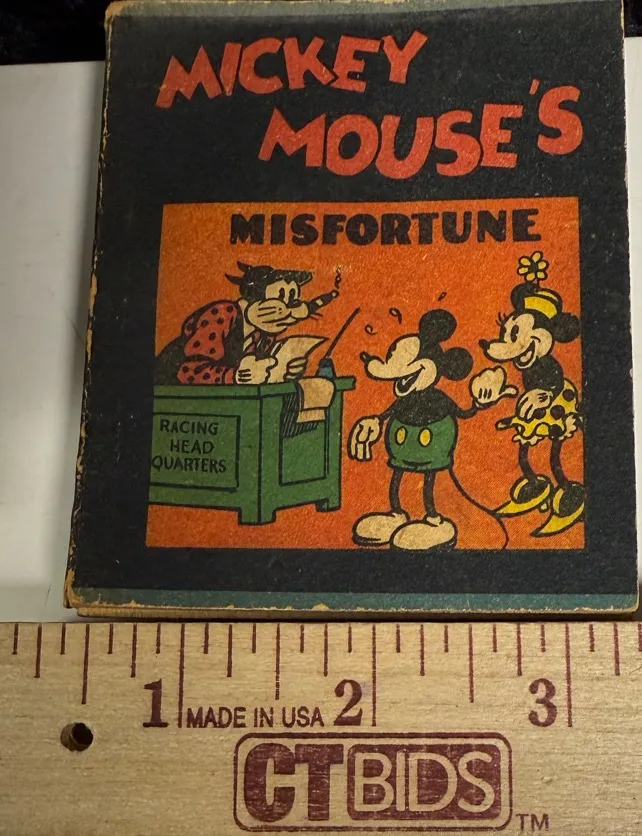 MICKEY
MOUSE'S
MISFORTUNE
RACING
HEAD
QUARTERS
1 MADE IN USA 2 3
CTBIDS TM